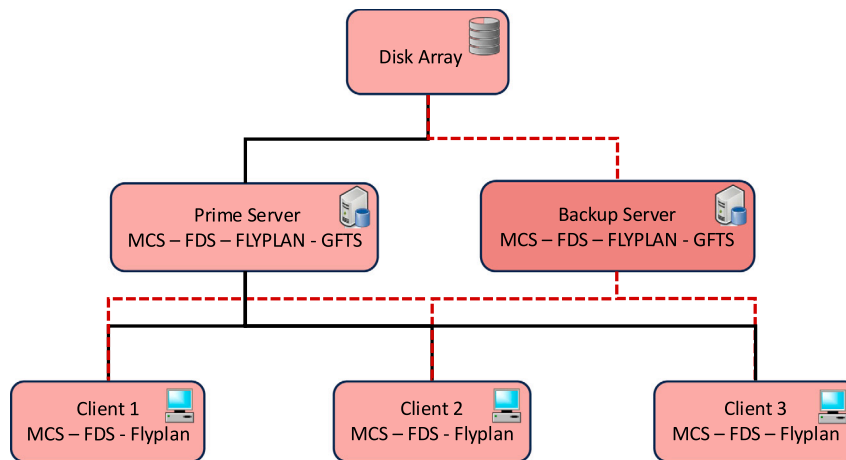 Disk Array
Prime Server
MCS – FDS – FLYPLAN - GFTS
Backup Server
MCS – FDS – FLYPLAN - GFTS
Client 1
MCS – FDS - Flyplan
Client 2
MCS – FDS - Flyplan
Client 3
MCS – FDS – Flyplan